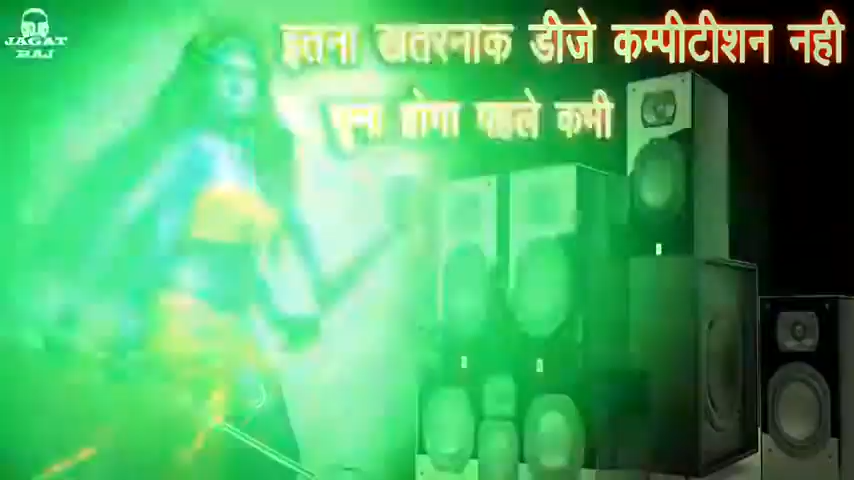 JAGAT
RAJ
इतना खतरनाक डीजे कम्पीटीशन नही
सुना होगा पहले कभी